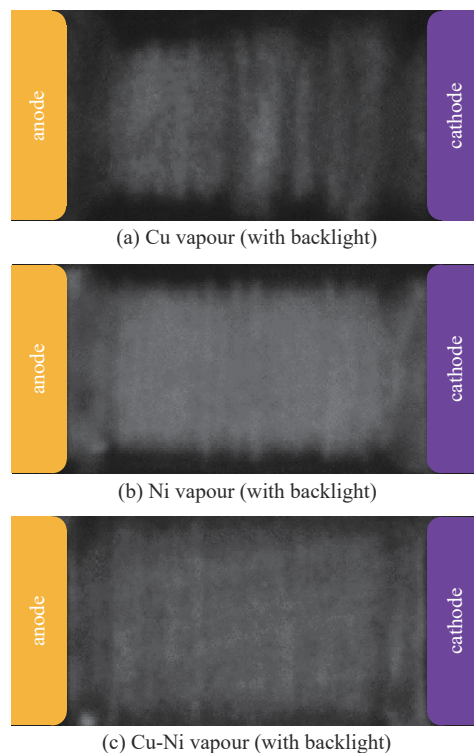 anode
cathode
(a) Cu vapour (with backlight)
anode
cathode
(b) Ni vapour (with backlight)
anode
cathode
(c) Cu-Ni vapour (with backlight)